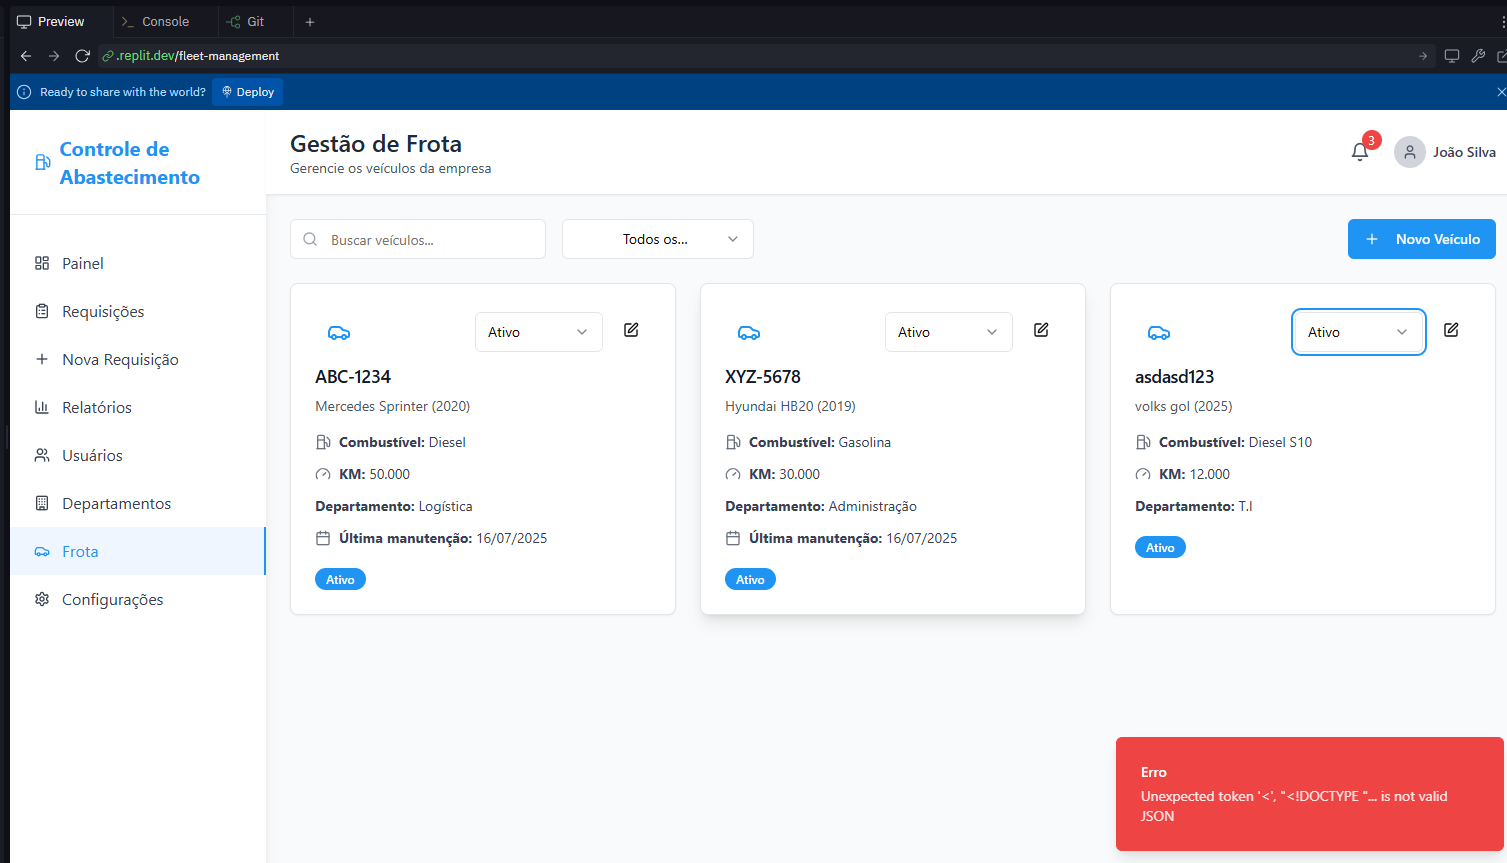 Preview
Console
Git
.replit.dev/fleet-management
Ready to share with the world?
Deploy
Controle de
Abastecimento
Painel
Requisições
Nova Requisição
Relatórios
Usuários
Departamentos
Frota
Configurações
Gestão de Frota
Gerencie os veículos da empresa
3
João Silva
Buscar veículos...
Todos os...
Novo Veículo
Ativo
ABC-1234
Mercedes Sprinter (2020)
Combustível: Diesel
KM: 50.000
Departamento: Logística
Última manutenção: 16/07/2025
Ativo
Ativo
XYZ-5678
Hyundai HB20 (2019)
Combustível: Gasolina
KM: 30.000
Departamento: Administração
Última manutenção: 16/07/2025
Ativo
Ativo
asdasd123
volks gol (2025)
Combustível: Diesel S10
KM: 12.000
Departamento: T.I
Ativo
Erro
Unexpected token '<', "<!DOCTYPE "... is not valid
JSON